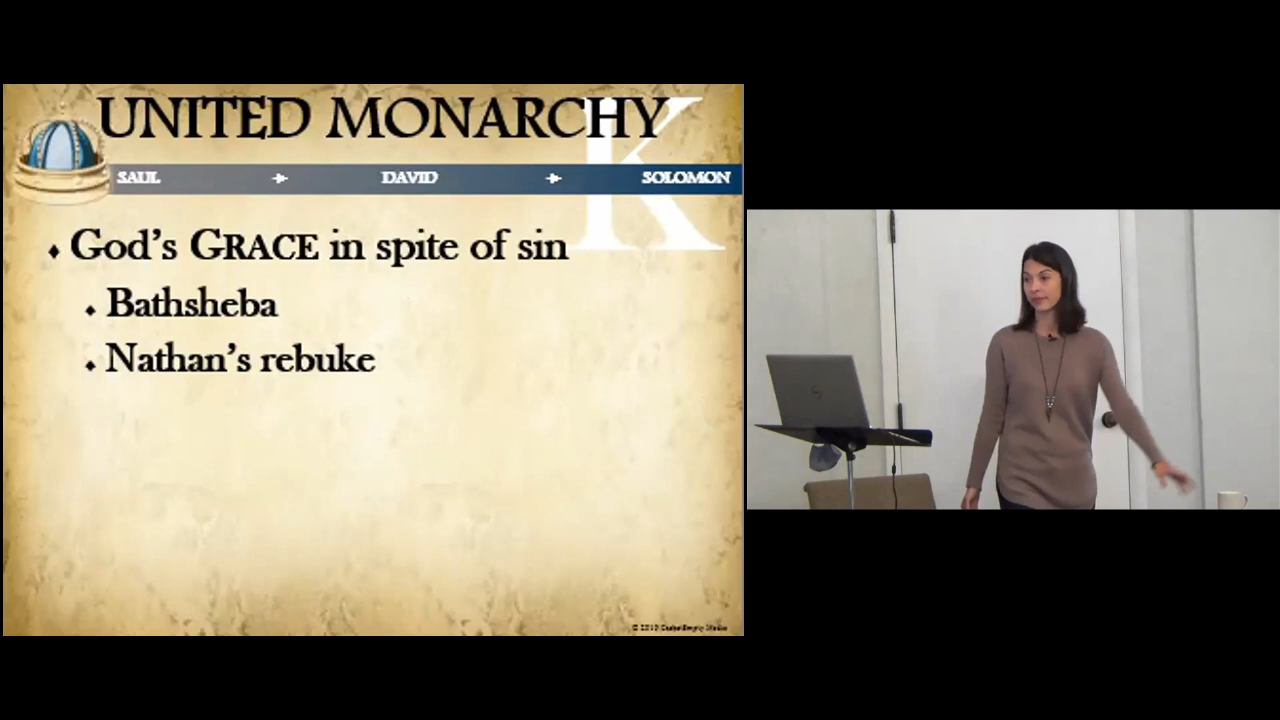 UNITED MONARCHY
K
SAUL DAVID SOLOMON
God's GRACE in spite of sin
Bathsheba
Nathan's rebuke